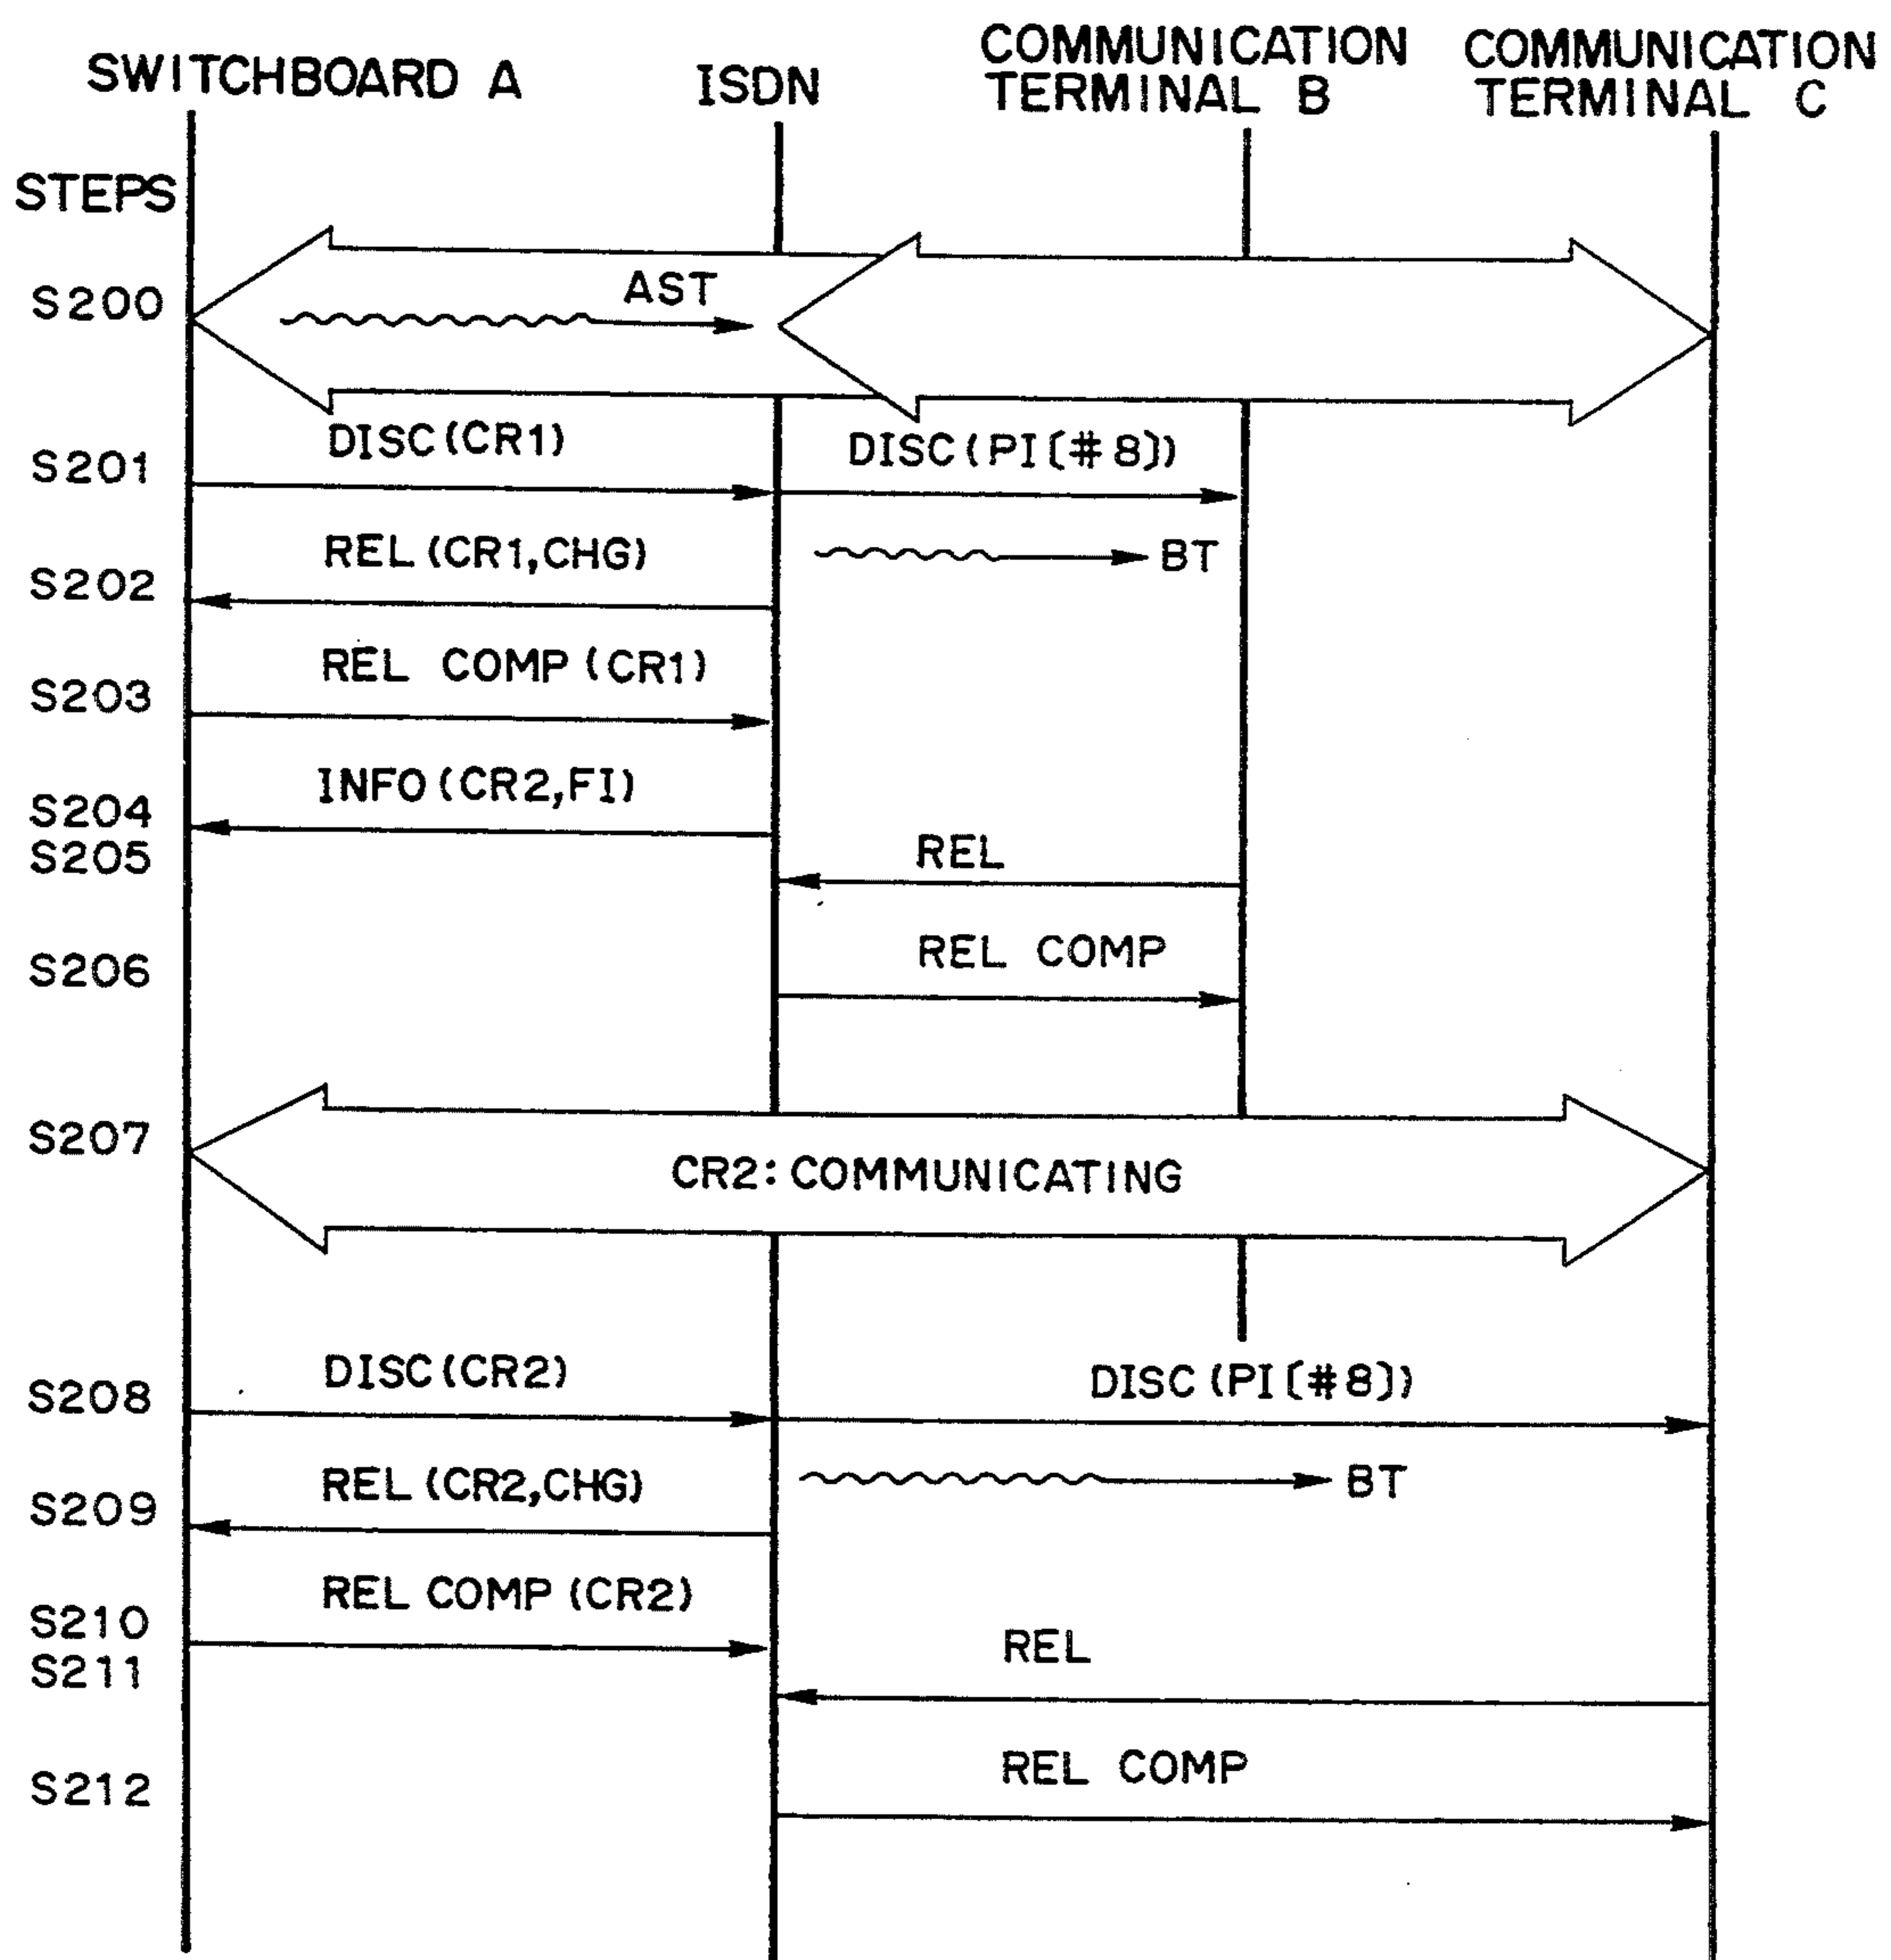 SWITCHBOARD A
ISDN
COMMUNICATION
TERMINAL B
COMMUNICATION
TERMINAL C
STEPS
S200
AST
S201
DISC(CR1)
DISC(PI[#8])
S202
REL(CR1,CHG)
BT
S203
REL COMP(CR1)
S204
INFO(CR2,FI)
S205
REL
S206
REL COMP
S207
CR2:COMMUNICATING
S208
DISC(CR2)
DISC(PI[#8])
S209
REL(CR2,CHG)
BT
S210
REL COMP(CR2)
S211
REL
S212
REL COMP